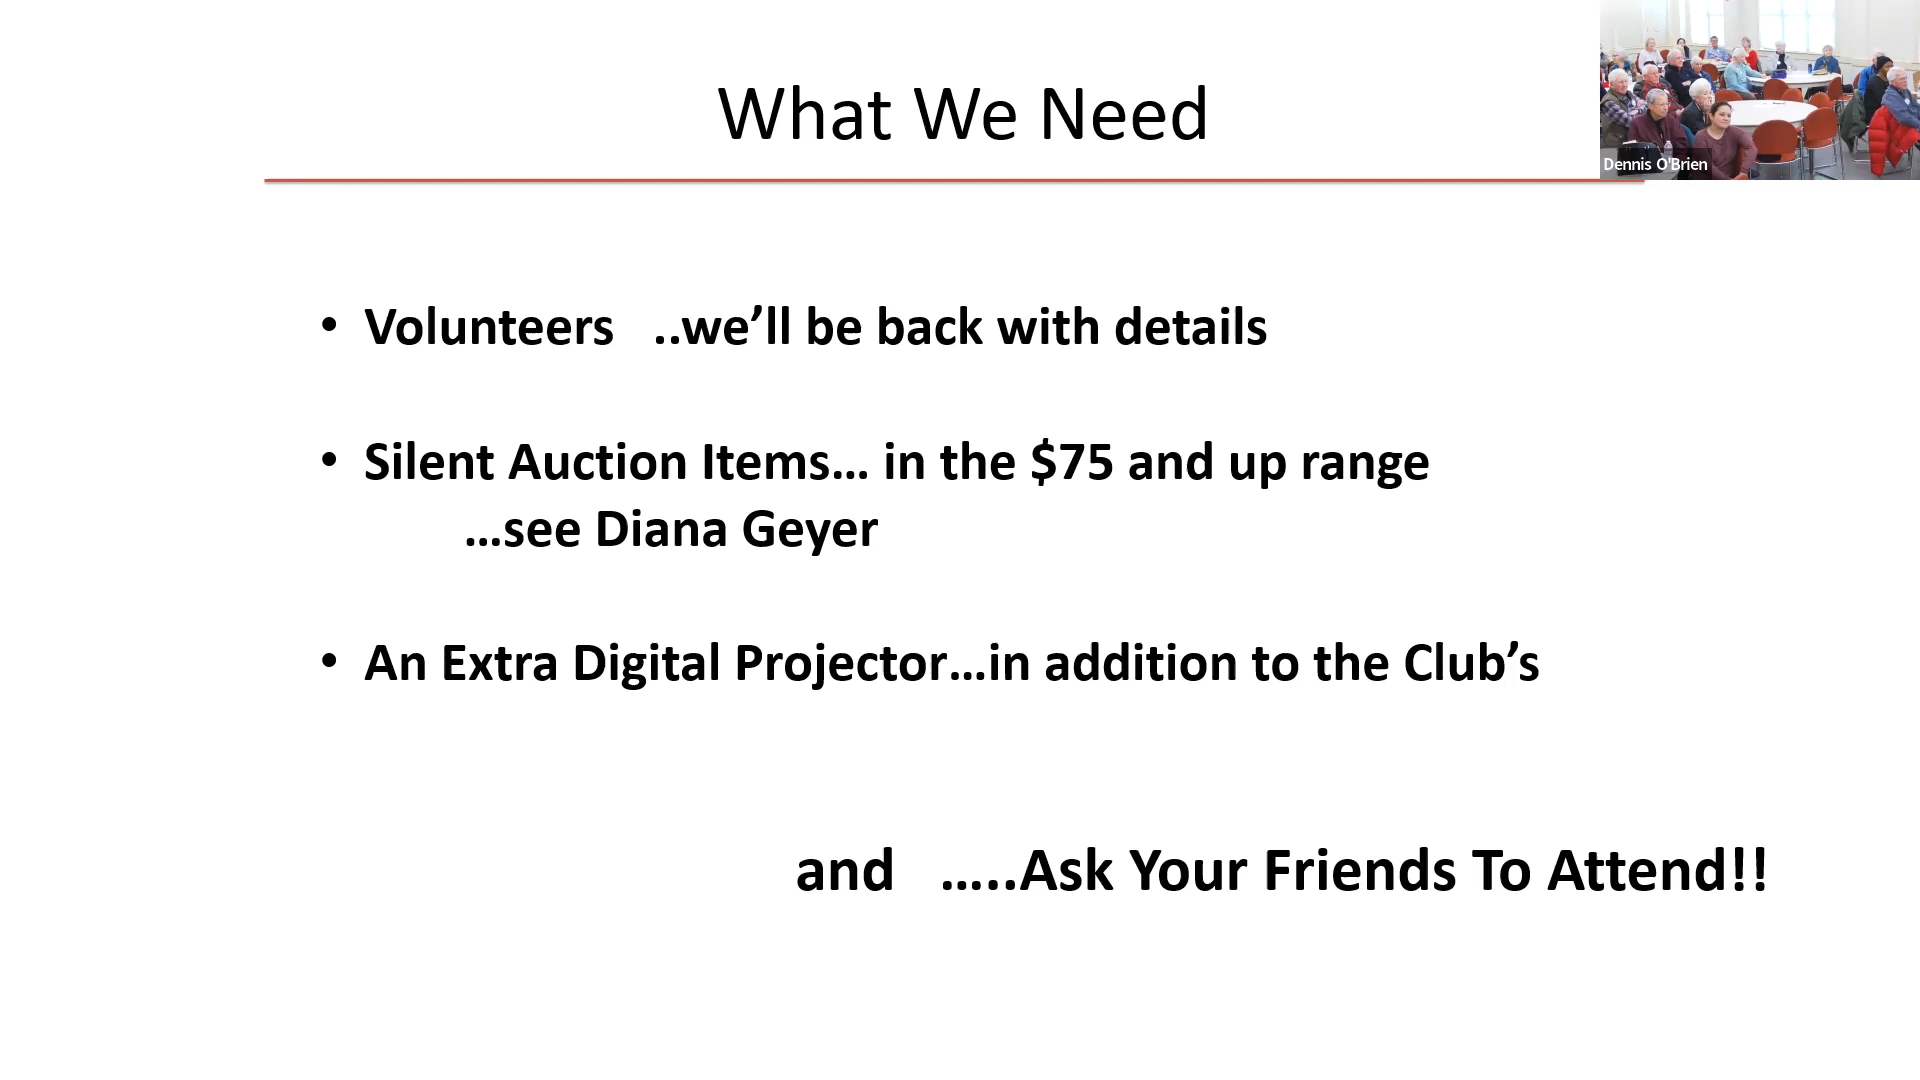 What We Need
Dennis O'Brien
• Volunteers ..we’ll be back with details
• Silent Auction Items… in the $75 and up range
…see Diana Geyer
• An Extra Digital Projector…in addition to the Club’s
and …..Ask Your Friends To Attend!!